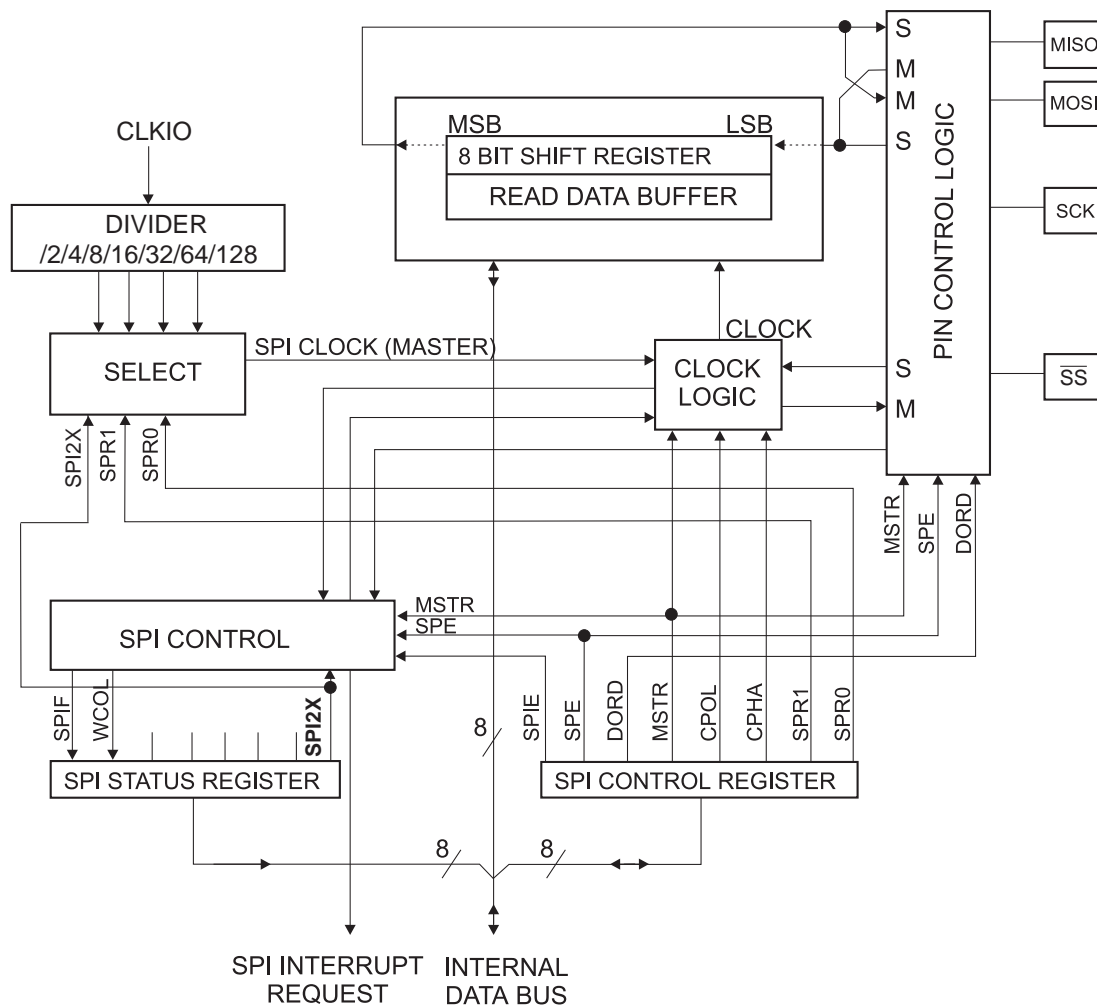 S
MISO
M
M
MOSI
MSB
LSB
S
8 BIT SHIFT REGISTER
READ DATA BUFFER
CLKIO
DIVIDER
/2/4/8/16/32/64/128
SCK
PIN CONTROL LOGIC
CLOCK
SPI CLOCK (MASTER)
SELECT
CLOCK
LOGIC
S
M
SS
SPI2X
SPR1
SPR0
MSTR
SPE
DORD
MSTR
SPE
SPI CONTROL
SPIF
WCOL
SPI2X
8
SPIE
SPE
DORD
MSTR
CPOL
CPHA
SPR1
SPR0
SPI STATUS REGISTER
SPI CONTROL REGISTER
8
8
SPI INTERRUPT
REQUEST
INTERNAL
DATA BUS